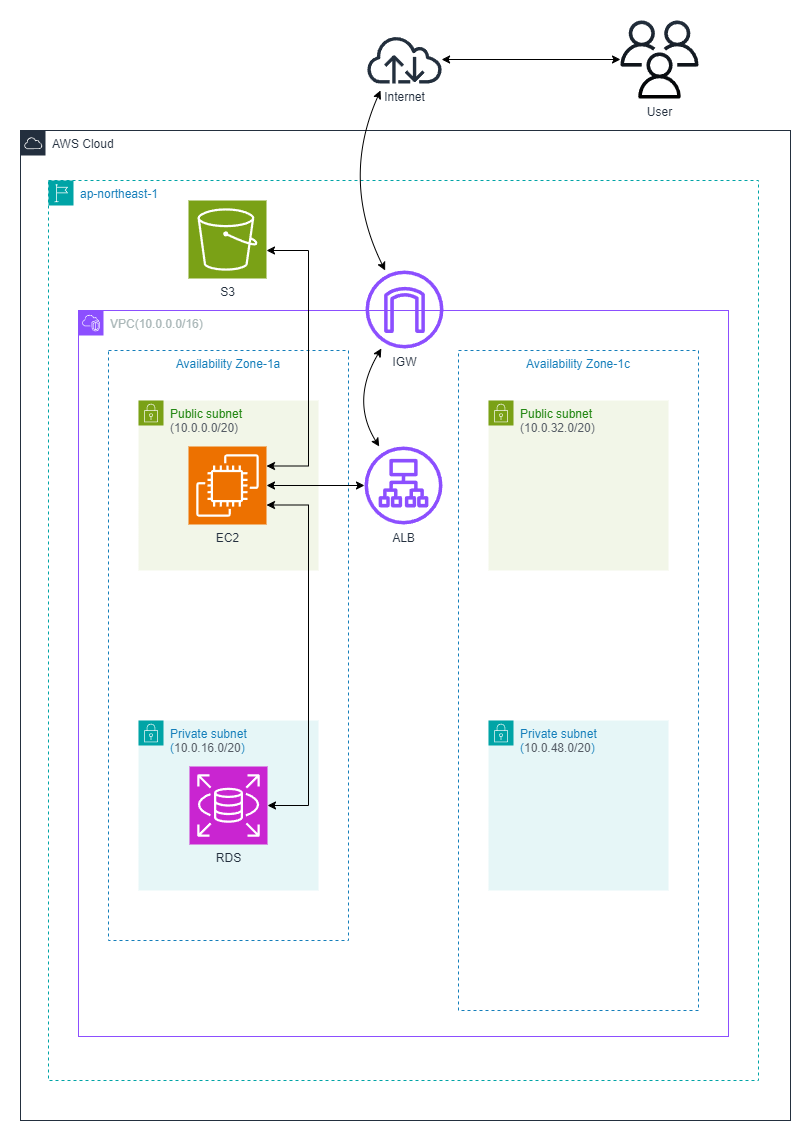 Internet
User
AWS Cloud
ap-northeast-1
S3
VPC(10.0.0.0/16)
IGW
Availability Zone-1a
Availability Zone-1c
Public subnet
(10.0.0.0/20)
Public subnet
(10.0.32.0/20)
EC2
ALB
Private subnet
(10.0.16.0/20)
Private subnet
(10.0.48.0/20)
RDS